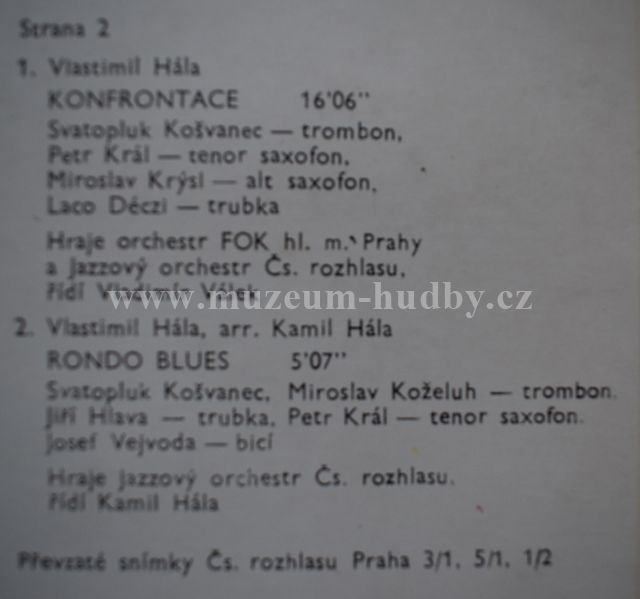 Strana 2
1. Vlastimil Hála
KONFRONTACE 16'06"
Svatopluk Košvanec — trombon,
Petr Král — tenor saxofon,
Miroslav Krýsl — alt saxofon,
Laco Déczi — trubka
Hraje orchestr FOK hl. m. Prahy
a Jazzový orchestr Čs. rozhlasu,
řídí Vladimír Válek
www.muzeum-hudby.cz
2. Vlastimil Hála, arr. Kamil Hála
RONDO BLUES 5'07"
Svatopluk Košvanec, Miroslav Koželuh — trombon,
Jiří Hlava — trubka, Petr Král — tenor saxofon,
Josef Vejvoda — bicí
Hraje Jazzový orchestr Čs. rozhlasu,
řídí Kamil Hála
Převzaté snímky Čs. rozhlasu Praha 3/1, 5/1, 1/2